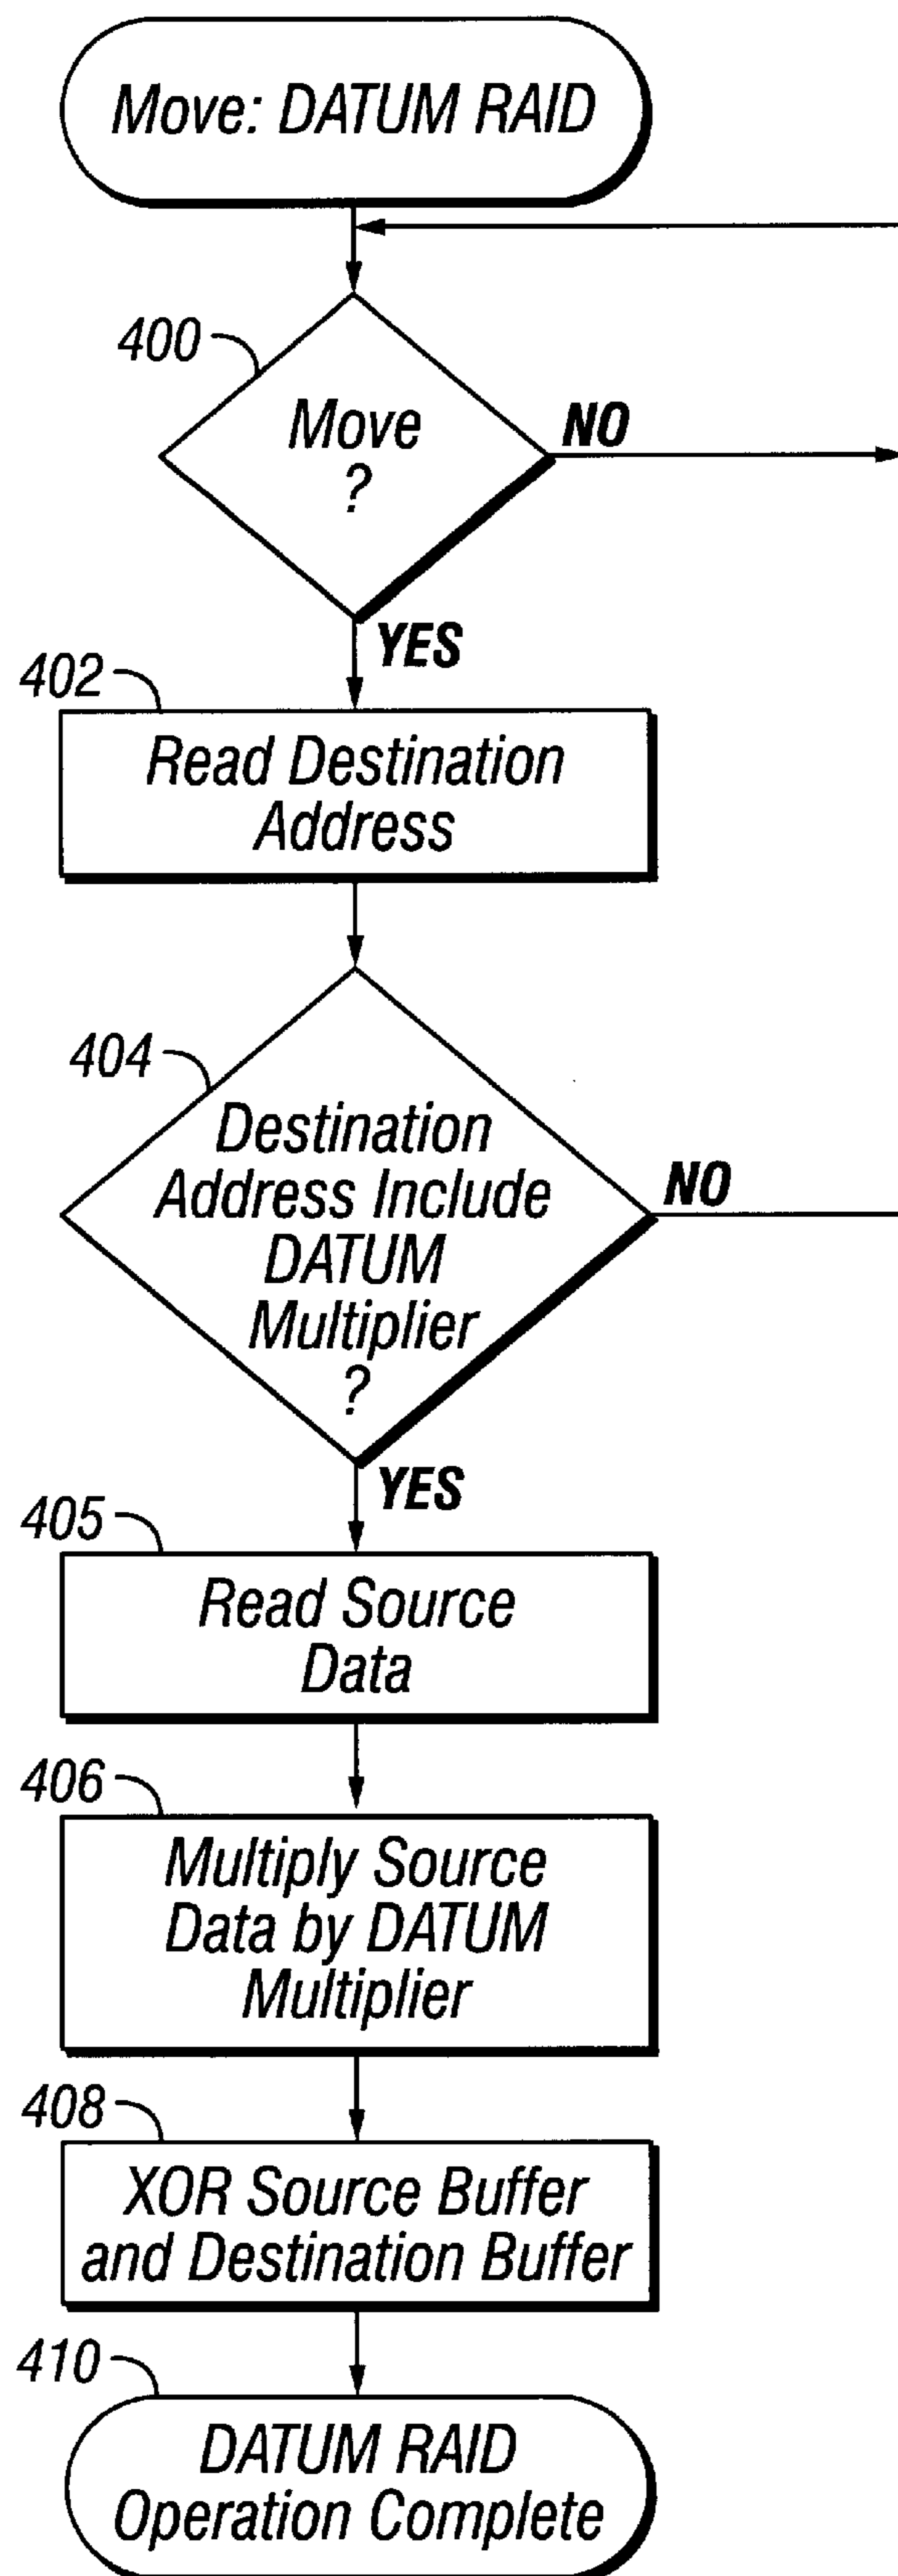 Move: DATUM RAID
400
Move
?
NO
YES
402
Read Destination
Address
404
Destination
Address Include
DATUM
Multiplier
?
NO
YES
405
Read Source
Data
406
Multiply Source
Data by DATUM
Multiplier
408
XOR Source Buffer
and Destination Buffer
410
DATUM RAID
Operation Complete